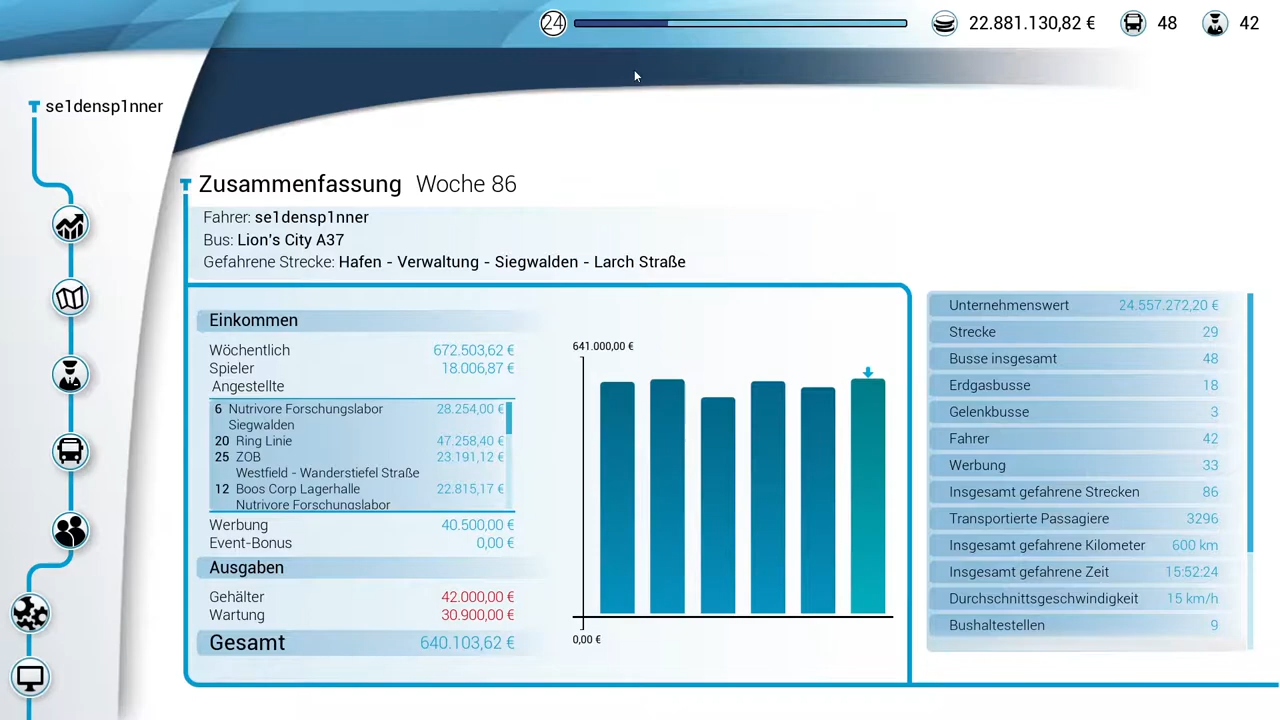 24
22.881.130,82 €
48
42
se1densp1nner
Zusammenfassung Woche 86
Fahrer: se1densp1nner
Bus: Lion's City A37
Gefahrene Strecke: Hafen - Verwaltung - Siegwalden - Larch Straße
Einkommen
Wöchentlich 672.503,62 €
Spieler 18.006,87 €
Angestellte
6 Nutrivore Forschungslabor 28.254,00 €
Siegwalden
20 Ring Linie 47.258,40 €
25 ZOB 23.191,12 €
Westfield - Wanderstiefel Straße
12 Boos Corp Lagerhalle 22.815,17 €
Nutrivore Forschungslabor
Werbung 40.500,00 €
Event-Bonus 0,00 €
Ausgaben
Gehälter 42.000,00 €
Wartung 30.900,00 €
Gesamt 640.103,62 €
641.000,00 €
0,00 €
Unternehmenswert 24.557.272,20 €
Strecke 29
Busse insgesamt 48
Erdgasbusse 18
Gelenkbusse 3
Fahrer 42
Werbung 33
Insgesamt gefahrene Strecken 86
Transportierte Passagiere 3296
Insgesamt gefahrene Kilometer 600 km
Insgesamt gefahrene Zeit 15:52:24
Durchschnittsgeschwindigkeit 15 km/h
Bushaltestellen 9